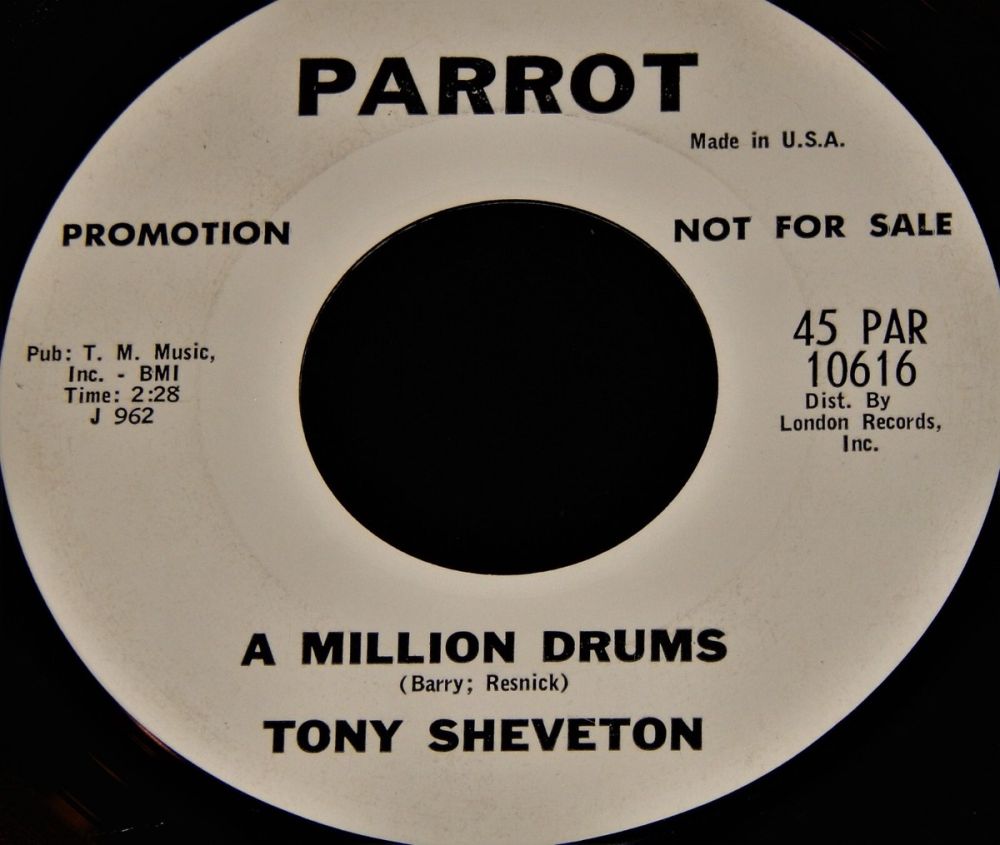 PARROT
Made in U.S.A.
PROMOTION
NOT FOR SALE
Pub: T. M. Music,
Inc. - BMI
Time: 2:28
J 962
45 PAR
10616
Dist. By
London Records,
Inc.
A MILLION DRUMS
(Barry; Resnick)
TONY SHEVETON